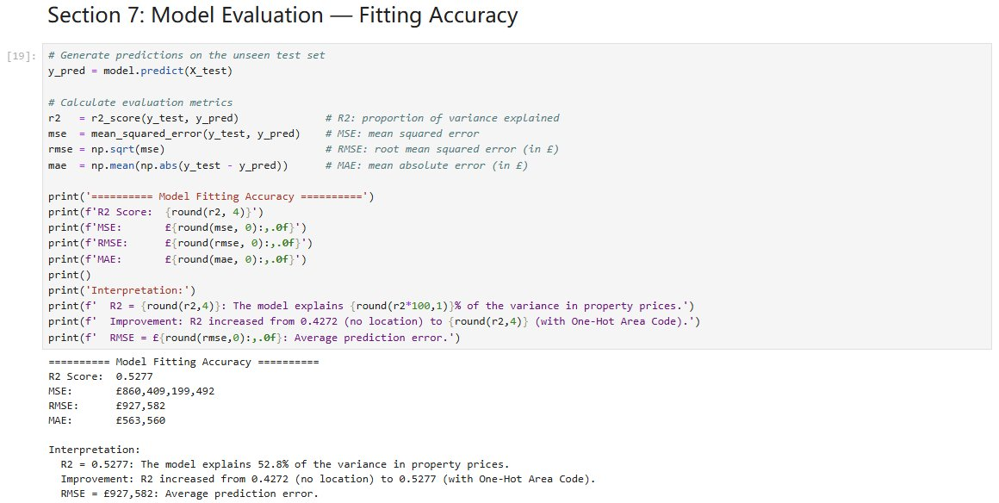 Section 7: Model Evaluation — Fitting Accuracy
[19]: # Generate predictions on the unseen test set
y_pred = model.predict(X_test)
# Calculate evaluation metrics
r2   = r2_score(y_test, y_pred)              # R2: proportion of variance explained
mse  = mean_squared_error(y_test, y_pred)    # MSE: mean squared error
rmse = np.sqrt(mse)                          # RMSE: root mean squared error (in £)
mae  = np.mean(np.abs(y_test - y_pred))      # MAE: mean absolute error (in £)
print('========== Model Fitting Accuracy ==========')
print(f'R2 Score:  {round(r2, 4)}')
print(f'MSE:       £{round(mse, 0):,.0f}')
print(f'RMSE:      £{round(rmse, 0):,.0f}')
print(f'MAE:       £{round(mae, 0):,.0f}')
print()
print('Interpretation:')
print(f'  R2 = {round(r2,4)}: The model explains {round(r2*100,1)}% of the variance in property prices.')
print(f'  Improvement: R2 increased from 0.4272 (no location) to {round(r2,4)} (with One-Hot Area Code).')
print(f'  RMSE = £{round(rmse,0):,.0f}: Average prediction error.')
========== Model Fitting Accuracy ==========
R2 Score:  0.5277
MSE:       £860,409,199,492
RMSE:      £927,582
MAE:       £563,560
Interpretation:
  R2 = 0.5277: The model explains 52.8% of the variance in property prices.
  Improvement: R2 increased from 0.4272 (no location) to 0.5277 (with One-Hot Area Code).
  RMSE = £927,582: Average prediction error.